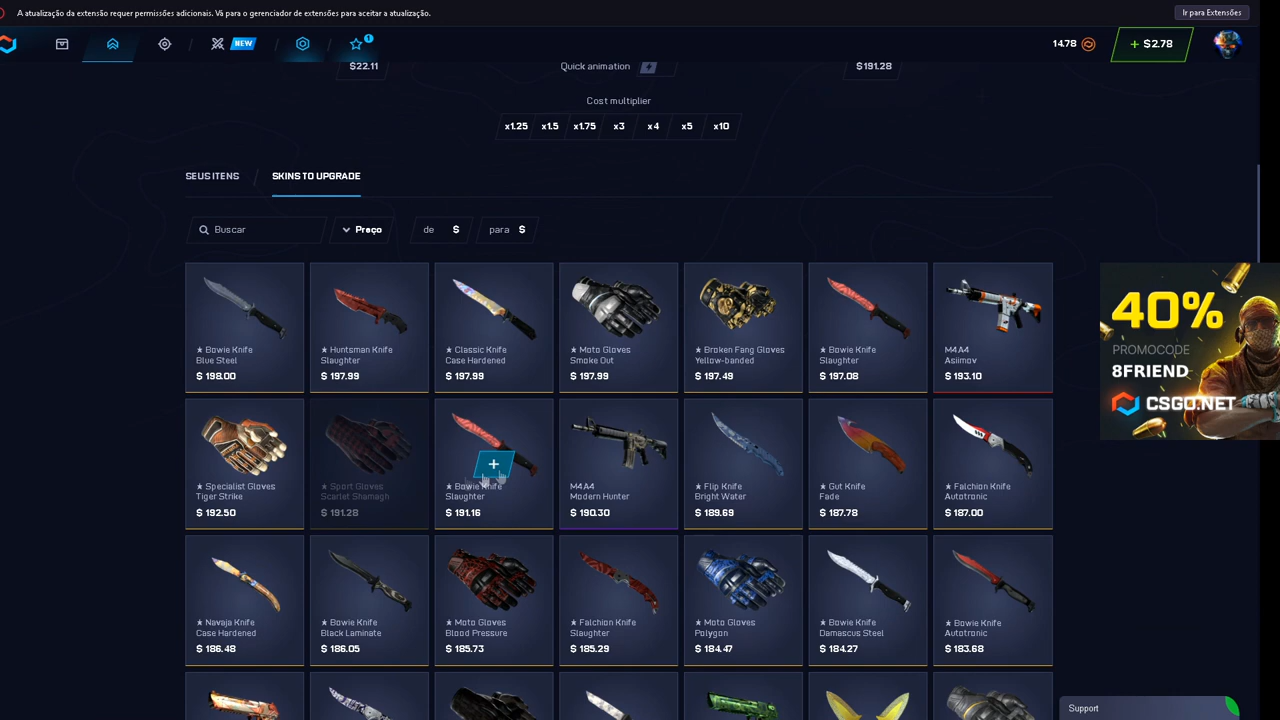 A atualização da extensão requer permissões adicionais. Vá para o gerenciador de extensões para aceitar a atualização.
Ir para Extensões
NEW
1
14.78
+ $2.78
$22.11
Quick animation
$191.28
Cost multiplier
x1.25 x1.5 x1.75 x3 x4 x5 x10
SEUS ITENS
SKINS TO UPGRADE
Buscar
Preço
de $
para $
★ Bowie Knife
Blue Steel
$ 198.00
★ Huntsman Knife
Slaughter
$ 197.99
★ Classic Knife
Case Hardened
$ 197.99
★ Moto Gloves
Smoke Out
$ 197.99
★ Broken Fang Gloves
Yellow-banded
$ 197.49
★ Bowie Knife
Slaughter
$ 197.08
M4A4
Asiimov
$ 193.10
★ Specialist Gloves
Tiger Strike
$ 192.50
★ Sport Gloves
Scarlet Shamagh
$ 191.28
★ Bowie Knife
Slaughter
$ 191.16
M4A4
Modern Hunter
$ 190.30
★ Flip Knife
Bright Water
$ 189.69
★ Gut Knife
Fade
$ 187.78
★ Falchion Knife
Autotronic
$ 187.00
★ Navaja Knife
Case Hardened
$ 186.48
★ Bowie Knife
Black Laminate
$ 186.05
★ Moto Gloves
Blood Pressure
$ 185.73
★ Falchion Knife
Slaughter
$ 185.29
★ Moto Gloves
Polygon
$ 184.47
★ Bowie Knife
Damascus Steel
$ 184.27
★ Bowie Knife
Autotronic
$ 183.68
40%
PROMOCODE
8FRIEND
CSGO.NET
Support